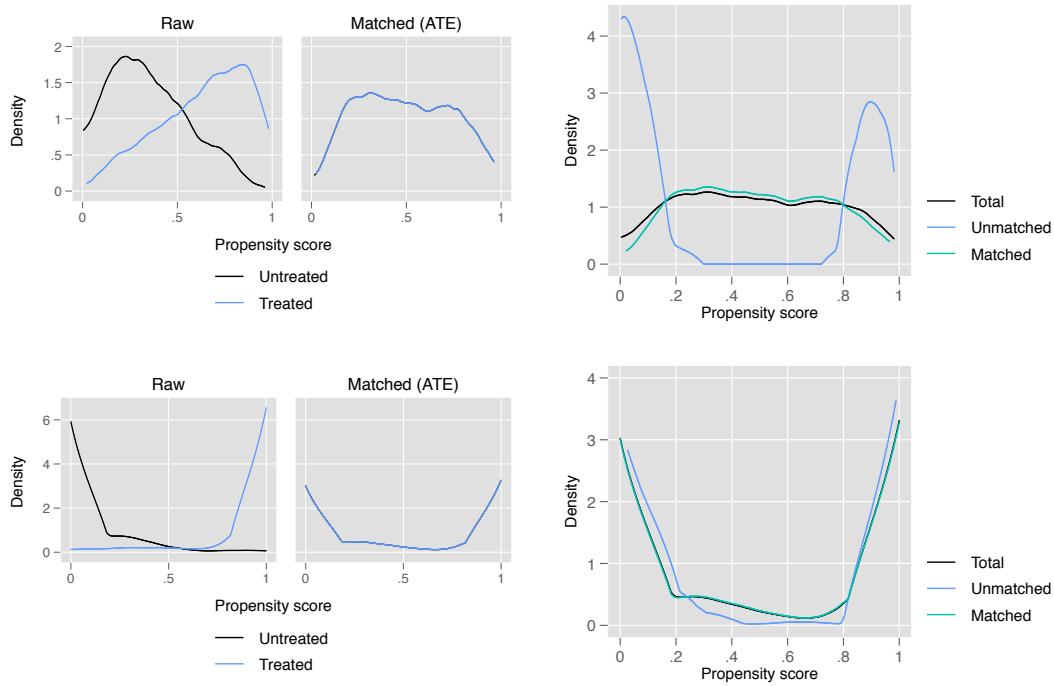 Raw
Matched (ATE)
Density
2
1.5
1
.5
0
0
.5
1
0
.5
1
Propensity score
Untreated
Treated
Density
4
3
2
1
0
0
.2
.4
.6
.8
1
Propensity score
Total
Unmatched
Matched
Raw
Matched (ATE)
Density
6
4
2
0
0
.5
1
0
.5
1
Propensity score
Untreated
Treated
Density
4
3
2
1
0
0
.2
.4
.6
.8
1
Propensity score
Total
Unmatched
Matched